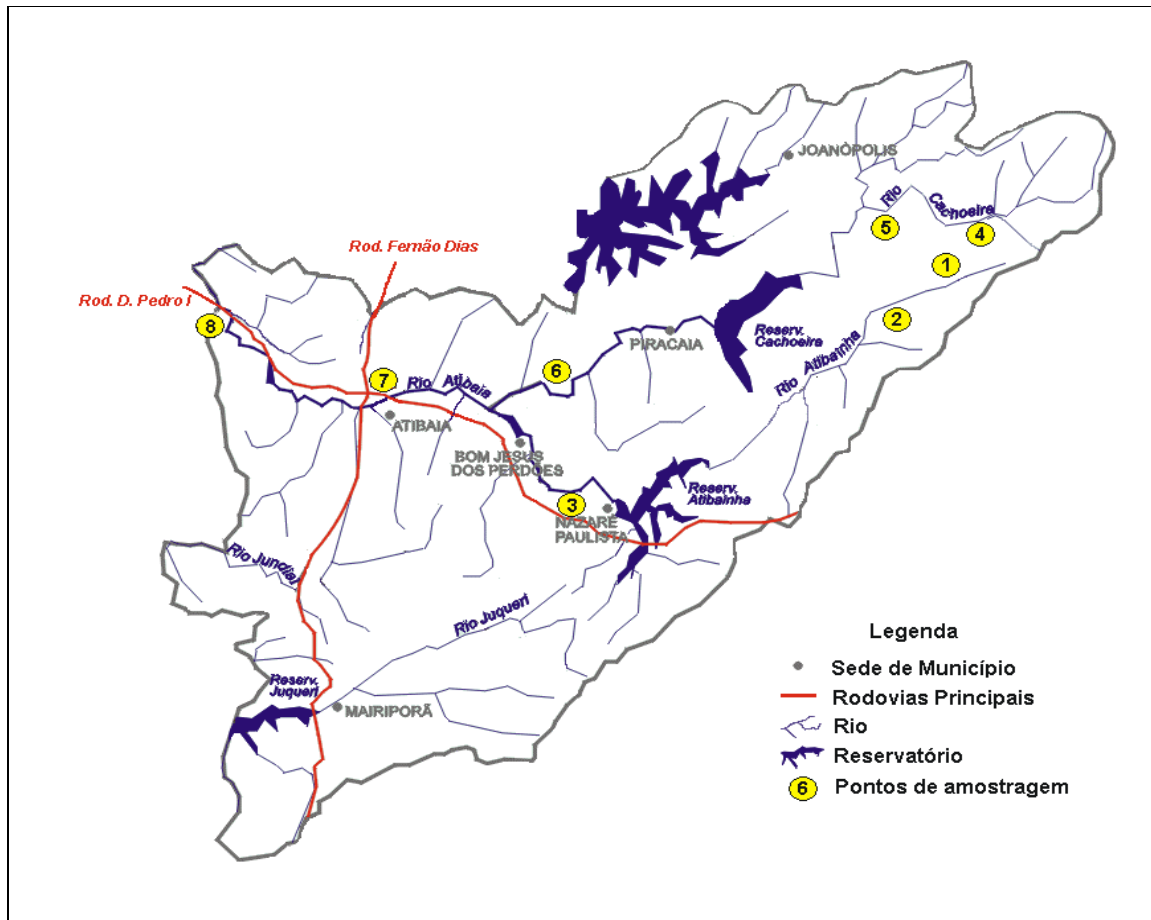 JOANÒPOLIS
Rio
Cachoeira
5
4
1
2
Rod. Fernão Dias
Rod. D. Pedro I
8
PIRACAIA
Reserv.
Cachoeira
Rio Atibainha
6
7
Rio Atibaia
ATIBAIA
BOM JESUS
DOS PERDÕES
3
NAZARÉ
PAULISTA
Reserv.
Atibainha
Rio Jundiaí
Rio Juqueri
Reserv.
Juqueri
MAIRIPORÃ
Legenda
Sede de Município
Rodovias Principais
Rio
Reservatório
6 Pontos de amostragem